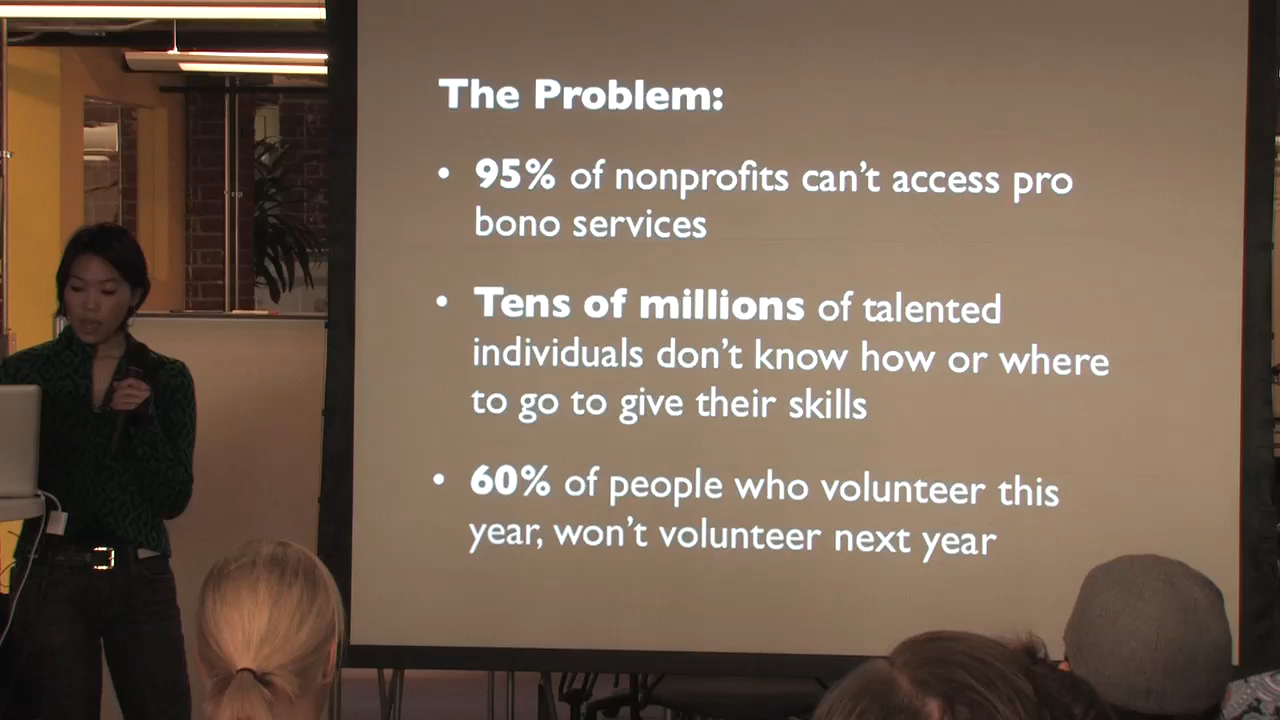 The Problem:
• 95% of nonprofits can't access pro
bono services
• Tens of millions of talented
individuals don't know how or where
to go to give their skills
• 60% of people who volunteer this
year, won't volunteer next year